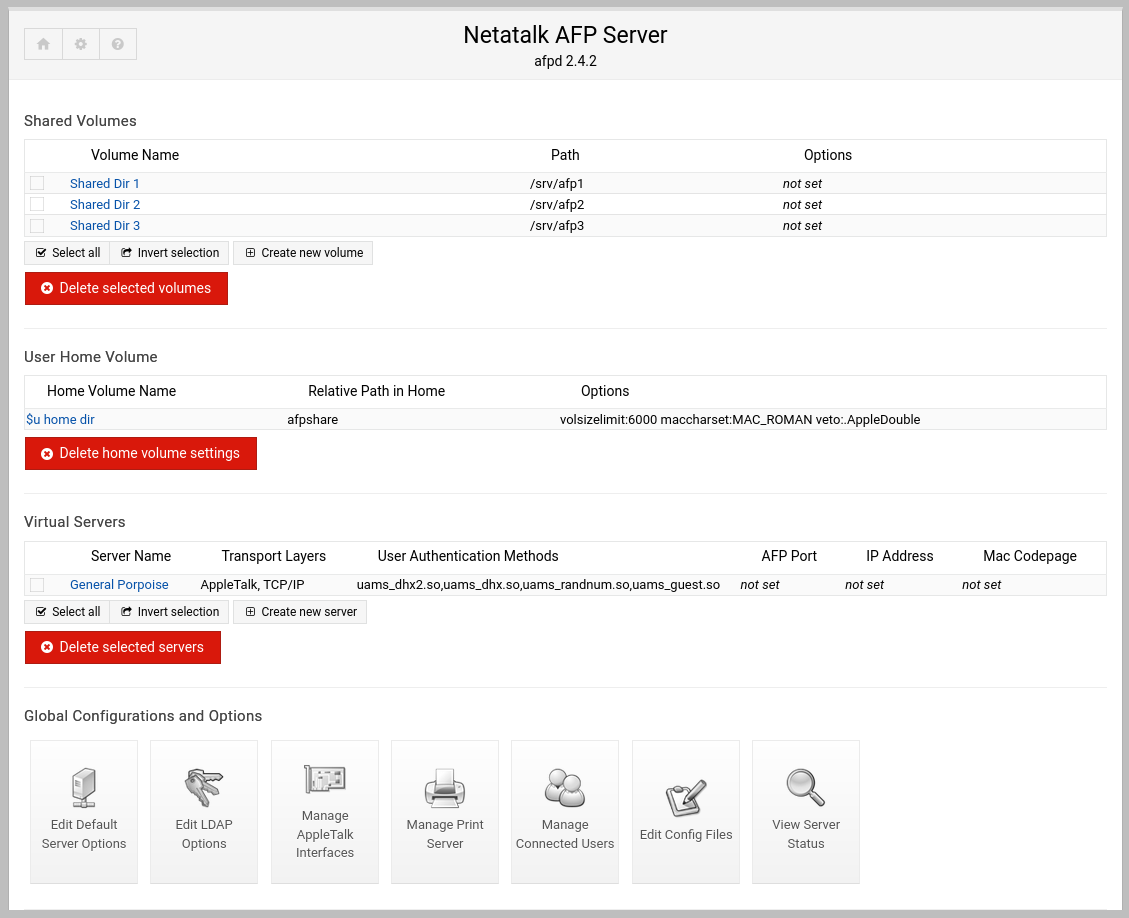 Netatalk AFP Server
afpd 2.4.2
Shared Volumes
Volume Name Path Options
Shared Dir 1 /srv/afp1 not set
Shared Dir 2 /srv/afp2 not set
Shared Dir 3 /srv/afp3 not set
Select all Invert selection Create new volume
Delete selected volumes
User Home Volume
Home Volume Name Relative Path in Home Options
$u home dir afpshare volsizelimit:6000 maccharset:MAC_ROMAN veto:.AppleDouble
Delete home volume settings
Virtual Servers
Server Name Transport Layers User Authentication Methods AFP Port IP Address Mac Codepage
General Porpoise AppleTalk, TCP/IP uams_dhx2.so,uams_dhx.so,uams_randnum.so,uams_guest.so not set not set not set
Select all Invert selection Create new server
Delete selected servers
Global Configurations and Options
Edit Default
Server Options
Edit LDAP
Options
Manage
AppleTalk
Interfaces
Manage Print
Server
Manage
Connected Users
Edit Config Files
View Server
Status